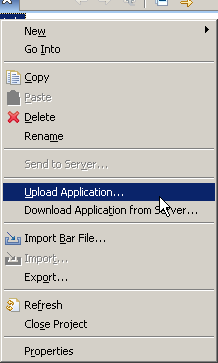 New
Go Into
Copy
Paste
Delete
Rename
Send to Server...
Upload Application...
Download Application from Server...
Import Bar File...
Import...
Export...
Refresh
Close Project
Properties